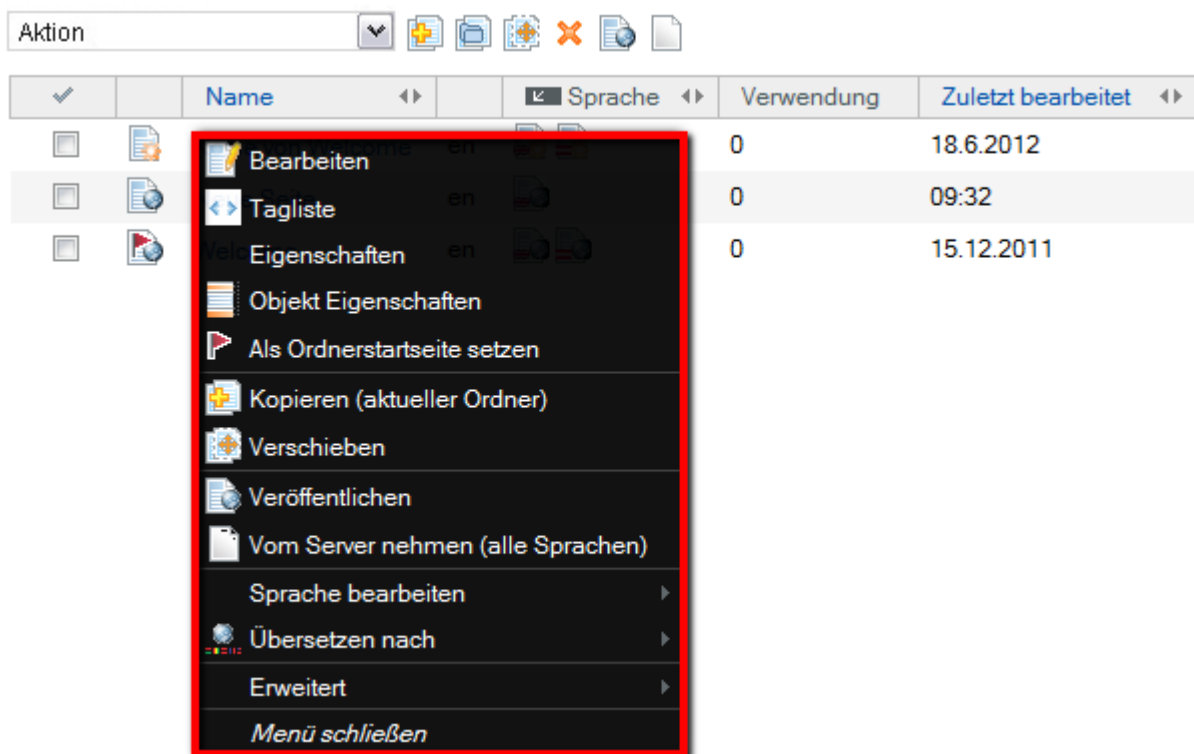 Aktion
Name Sprache Verwendung Zuletzt bearbeitet
Welcome en 0 18.6.2012
Seite en 0 09:32
en 0 15.12.2011
Bearbeiten
Tagliste
Eigenschaften
Objekt Eigenschaften
Als Ordnerstartseite setzen
Kopieren (aktueller Ordner)
Verschieben
Veröffentlichen
Vom Server nehmen (alle Sprachen)
Sprache bearbeiten
Übersetzen nach
Erweitert
Menü schließen